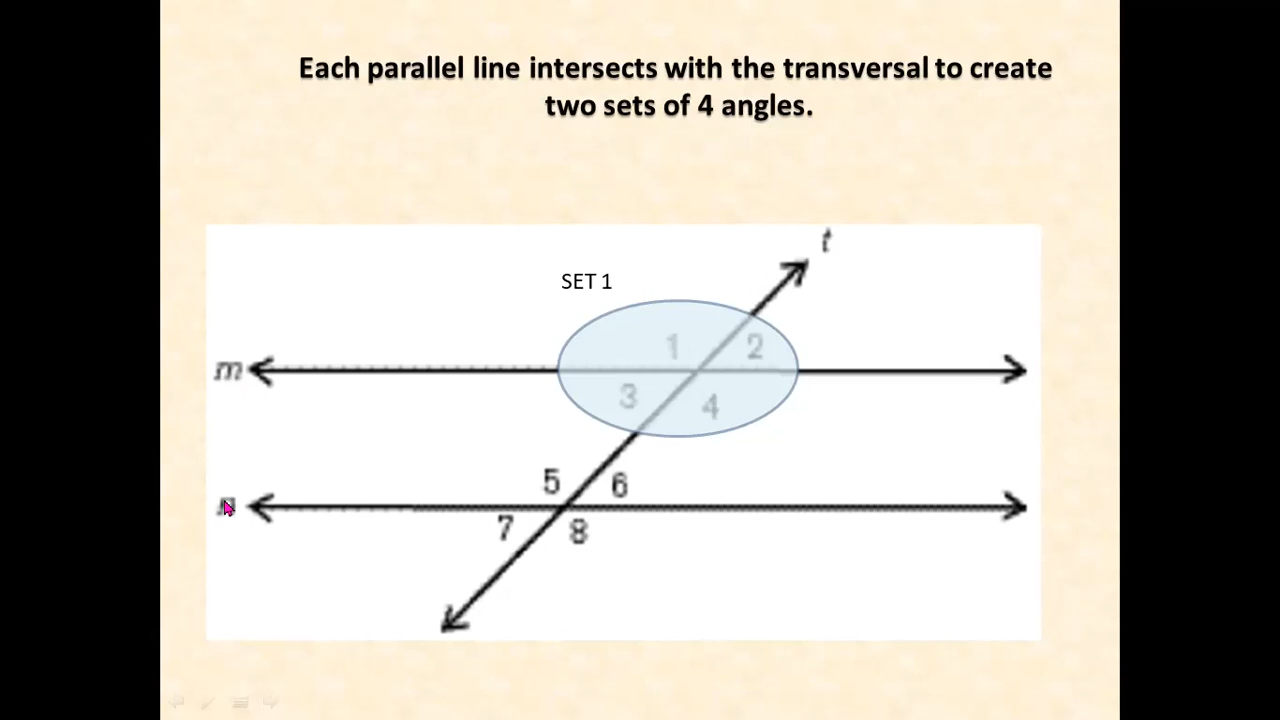 Each parallel line intersects with the transversal to create
two sets of 4 angles.
t
SET 1
1 2
m
3 4
5 6
7 8